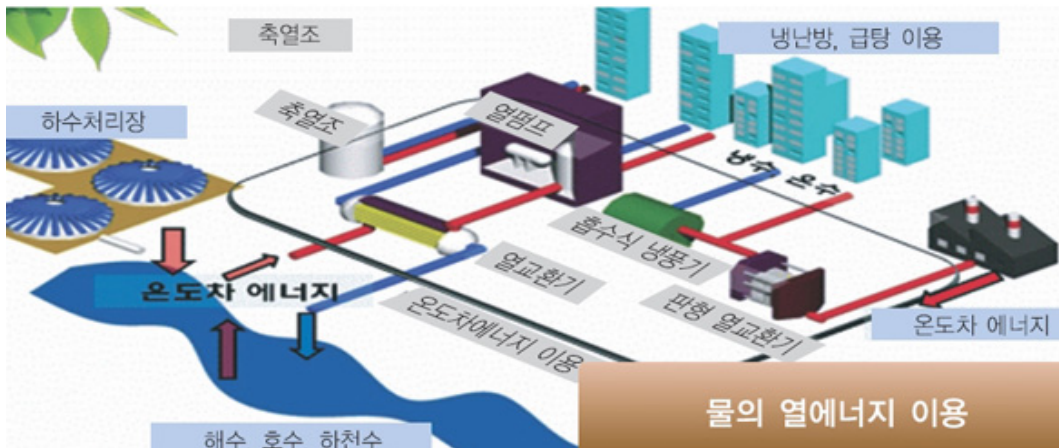 축열조
냉난방, 급탕 이용
하수처리장
축열조
열펌프
냉수 온수
흡수식 냉풍기
열교환기
온도차 에너지
판형 열교환기
온도차에너지 이용
온도차 에너지
물의 열에너지 이용
해수 호수 하천수